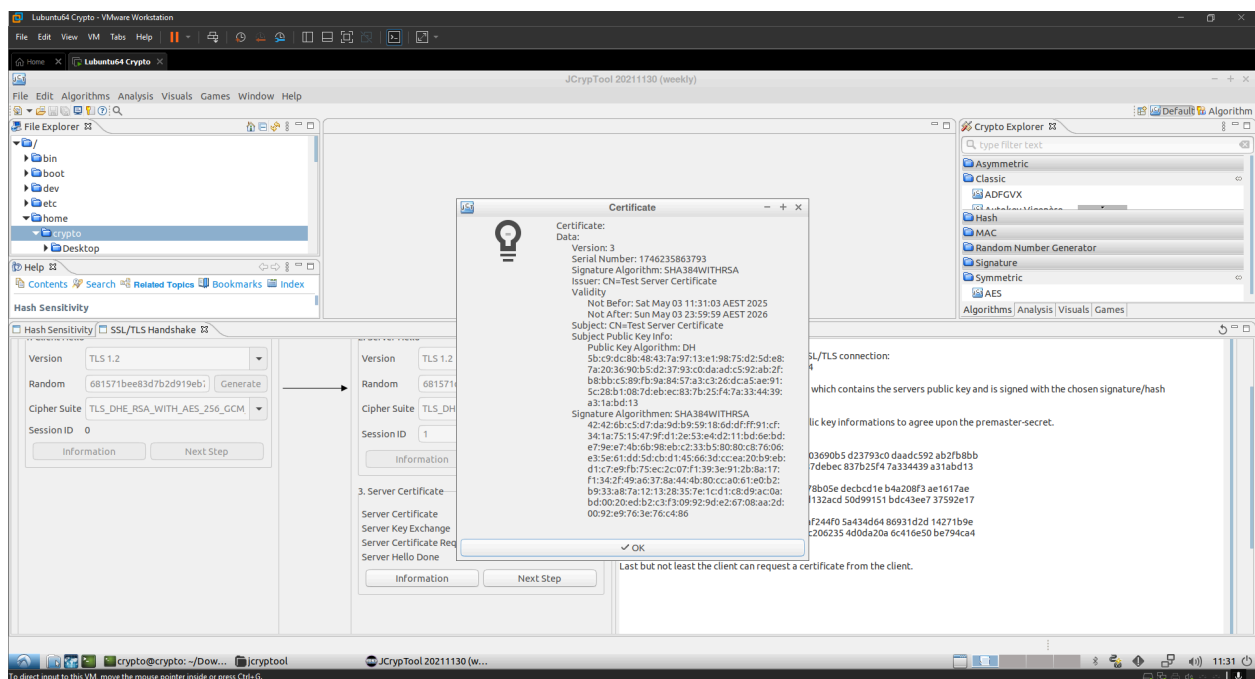 Lubuntu64 Crypto - VMware Workstation
File Edit View VM Tabs Help
Home
Lubuntu64 Crypto
JCrypTool 20211130 (weekly)
File Edit Algorithms Analysis Visuals Games Window Help
Default Algorithm
File Explorer
/
bin
boot
dev
etc
home
crypto
Desktop
Help
Contents Search Related Topics Bookmarks Index
Hash Sensitivity
Crypto Explorer
type filter text
Asymmetric
Classic
ADFGVX
Hash
MAC
Random Number Generator
Signature
Symmetric
AES
Algorithms Analysis Visuals Games
Hash Sensitivity
SSL/TLS Handshake
Version TLS 1.2
Random 681571bee83d7b2d919eb7 Generate
Cipher Suite TLS_DHE_RSA_WITH_AES_256_GCM
Session ID 0
Information Next Step
Version TLS 1.2
Random 68157
Cipher Suite TLS_DH
Session ID 1
Information
3. Server Certificate
Server Certificate
Server Key Exchange
Server Certificate Req
Server Hello Done
Information Next Step
Certificate
Certificate:
Data:
Version: 3
Serial Number: 1746235863793
Signature Algorithm: SHA384WITHRSA
Issuer: CN=Test Server Certificate
Validity
Not Befor: Sat May 03 11:31:03 AEST 2025
Not After: Sun May 03 23:59:59 AEST 2026
Subject: CN=Test Server Certificate
Subject Public Key Info:
Public Key Algorithm: DH
5b:c9:dc:8b:48:43:7a:97:13:e1:98:75:d2:5d:e8:
7a:20:36:90:b5:d2:37:93:c0:da:ad:c5:92:ab:2f:
b8:bb:c5:89:fb:9a:84:57:a3:c3:26:dc:a5:ae:91:
5c:28:b1:08:7d:eb:ec:83:7b:25:f4:7a:33:44:39:
a3:1a:bd:13
Signature Algorithmen: SHA384WITHRSA
42:42:6b:c5:d7:da:9d:b9:59:18:6d:df:ff:91:cf:
34:1a:75:15:47:9f:d1:2e:53:e4:d2:11:bd:6e:bd:
e7:9e:e7:4b:6b:98:eb:c2:33:b5:80:80:c8:76:06:
e3:5e:61:dd:5d:cb:d1:45:66:3d:cc:ea:20:b9:eb:
d1:c7:e9:fb:75:ec:2c:07:f1:39:3e:91:2b:8a:17:
f1:34:2f:49:a6:37:8a:44:4b:80:cc:a0:61:e0:b2:
b9:33:a8:7a:12:13:28:35:7e:1c:d1:c8:d9:ac:0a:
bd:00:20:ed:b2:c3:f3:09:92:9d:e2:67:08:aa:2d:
00:92:e9:76:3e:76:c4:86
OK
SL/TLS connection:
4
which contains the servers public key and is signed with the chosen signature/hash
lic key informations to agree upon the premaster-secret.
03690b5 d23793c0 daadc592 ab2fb8bb
7debec 837b25f4 7a334439 a31abd13
78b05e decbcd1e b4a208f3 ae1617ae
d132acd 50d99151 bdc43ee7 37592e17
af244f0 5a434d64 86931d2d 14271b9e
c206235 4d0da20a 6c416e50 be794ca4
Last but not least the client can request a certificate from the client.
crypto@crypto: ~/Dow...
jcryptool
JCrypTool 20211130 (w...
11:31
To direct input to this VM, move the mouse pointer inside or press Ctrl+G.